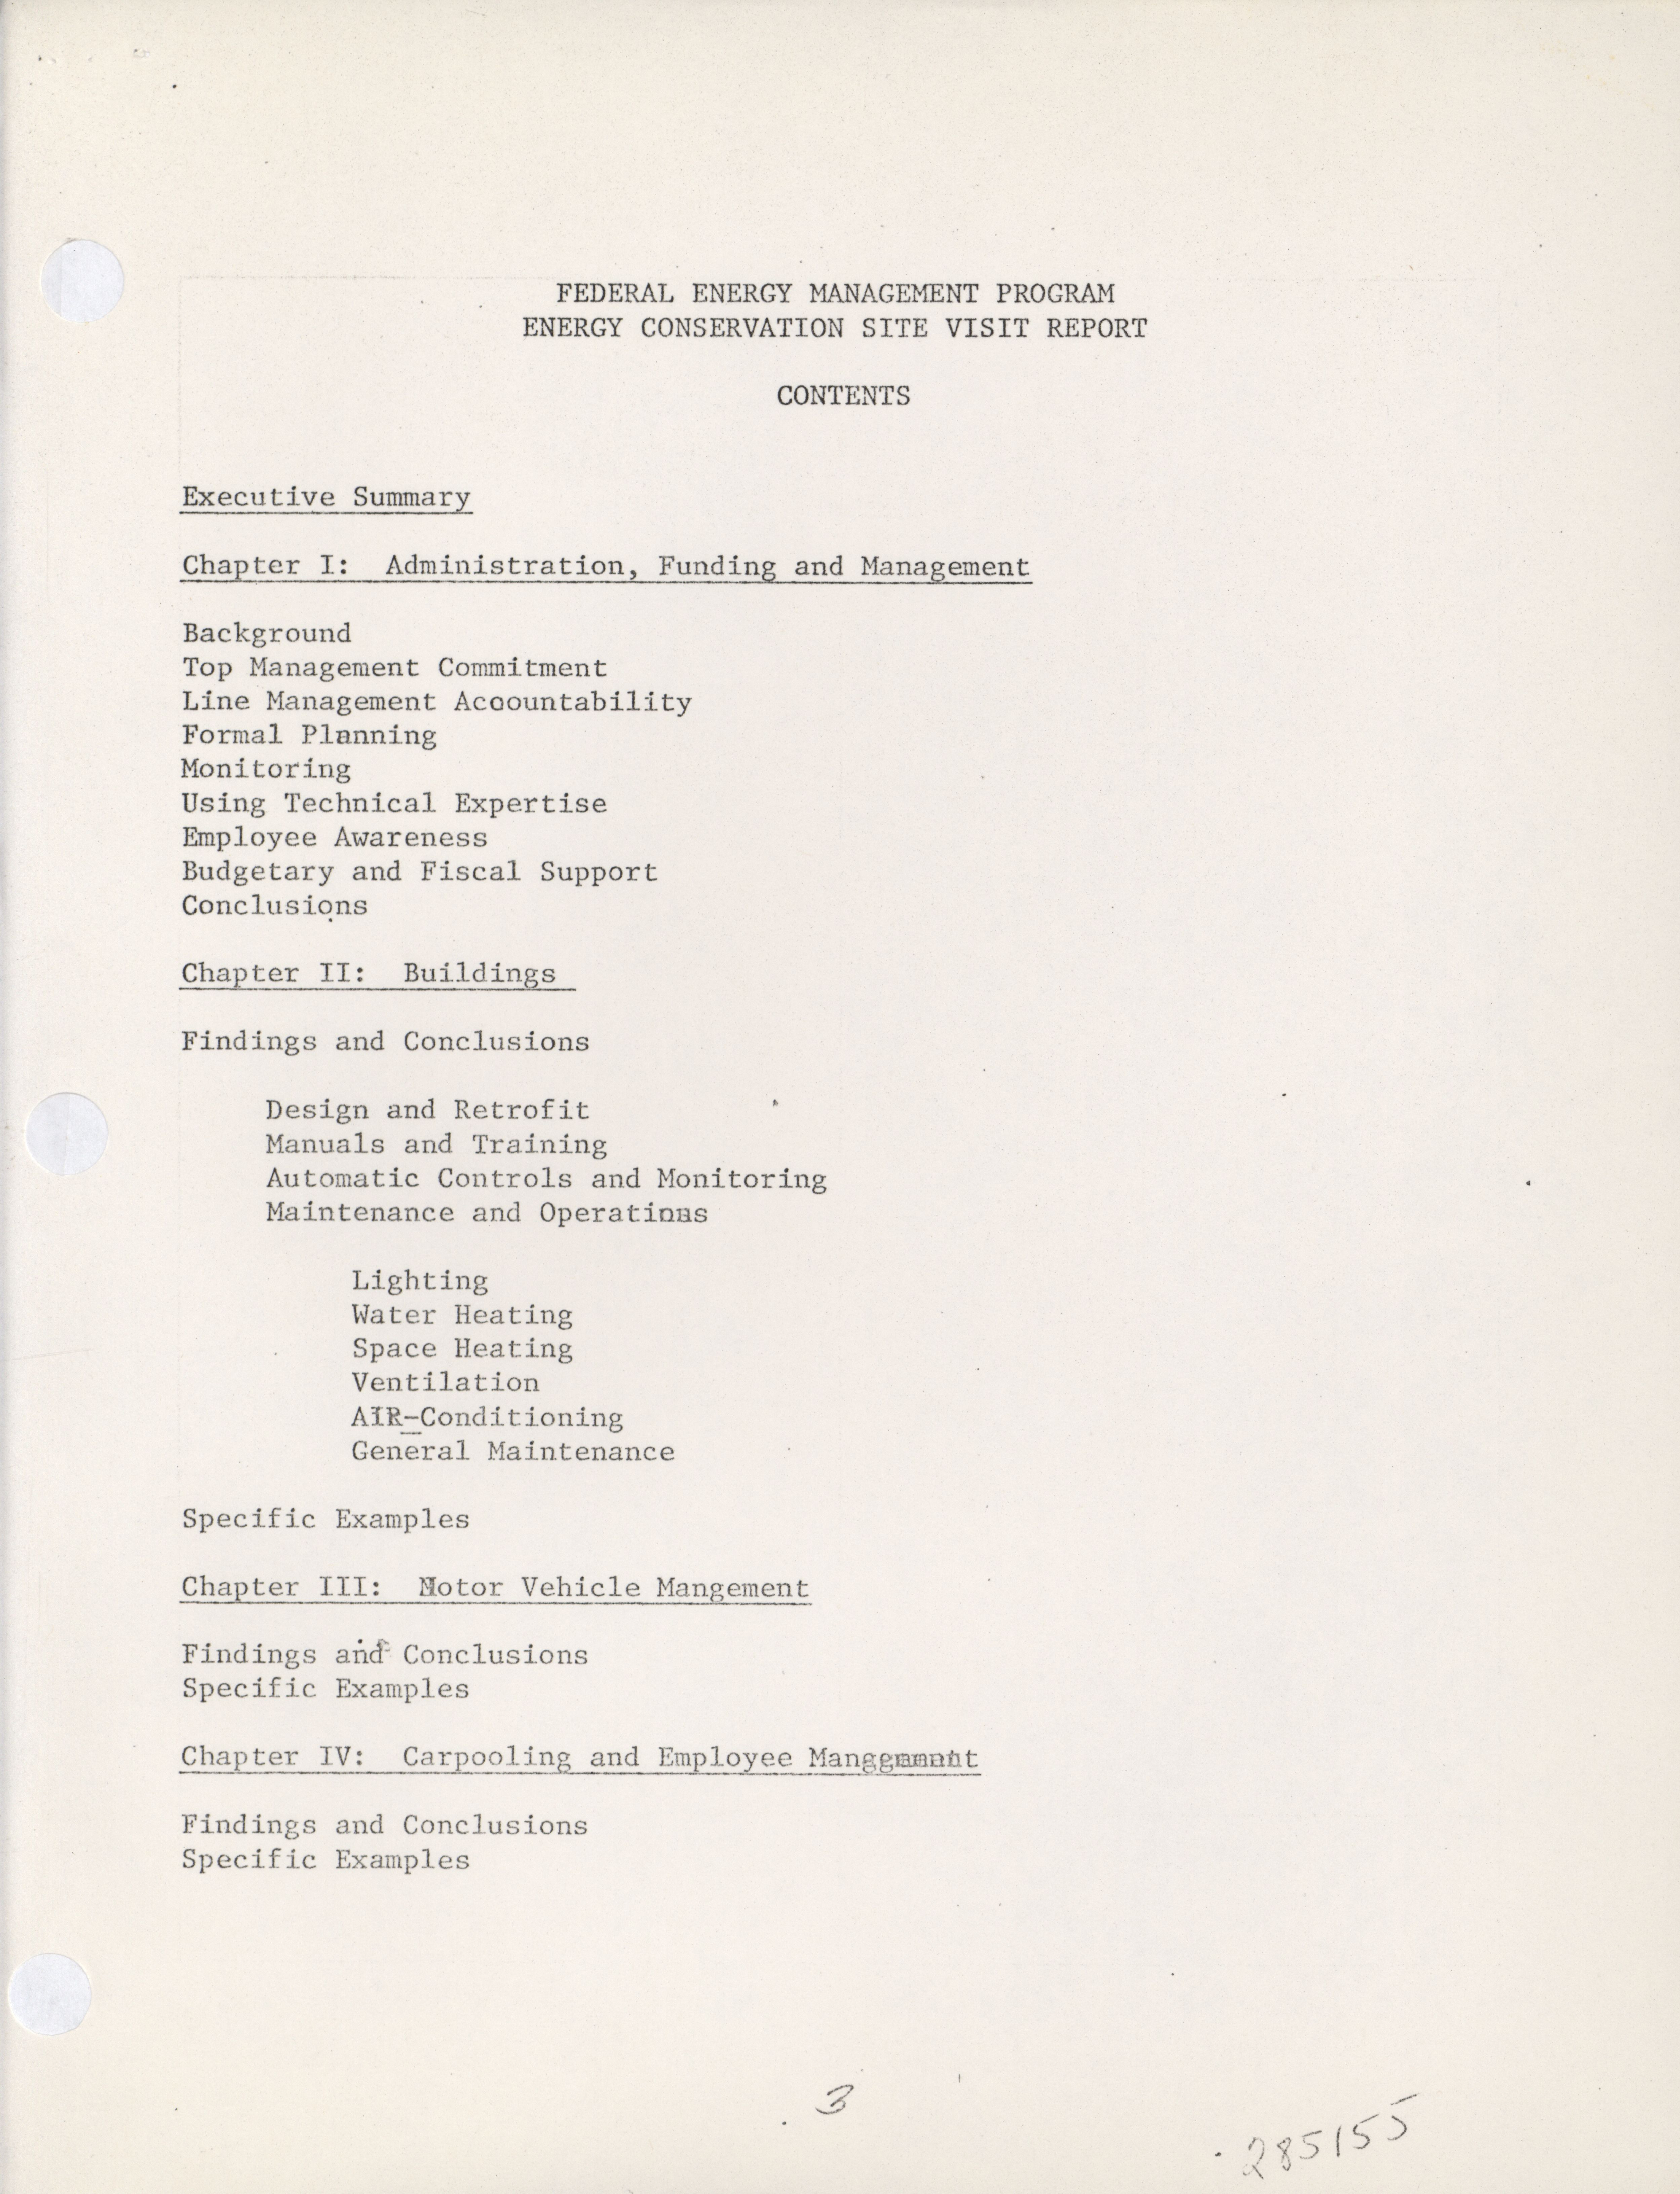 FEDERAL ENERGY MANAGEMENT PROGRAM
ENERGY CONSERVATION SITE VISIT REPORT
CONTENTS
Executive Summary
Chapter I: Administration, Funding and Management
Background
Top Management Commitment
Line Management Acoountability
Formal Planning
Monitoring
Using Technical Expertise
Employee Awareness
Budgetary and Fiscal Support
Conclusions
Chapter II: Buildings
Findings and Conclusions
Design and Retrofit
Manuals and Training
Automatic Controls and Monitoring
Maintenance and Operations
Lighting
Water Heating
Space Heating
Ventilation
AIR-Conditioning
General Maintenance
Specific Examples
Chapter III: Motor Vehicle Mangement
Findings and Conclusions
Specific Examples
Chapter IV: Carpooling and Employee
Findings and Conclusions
Specific Examples
3
285155